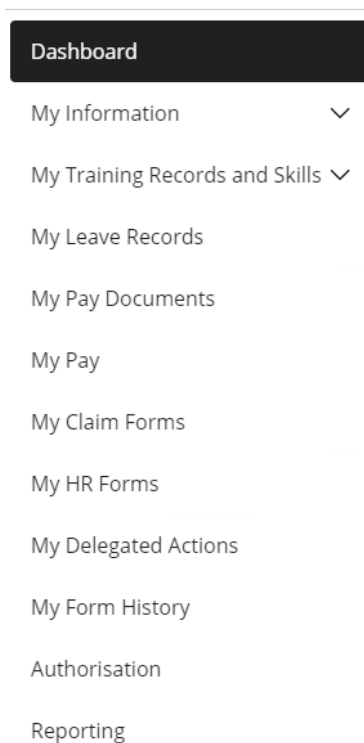 Dashboard
My Information
My Training Records and Skills
My Leave Records
My Pay Documents
My Pay
My Claim Forms
My HR Forms
My Delegated Actions
My Form History
Authorisation
Reporting